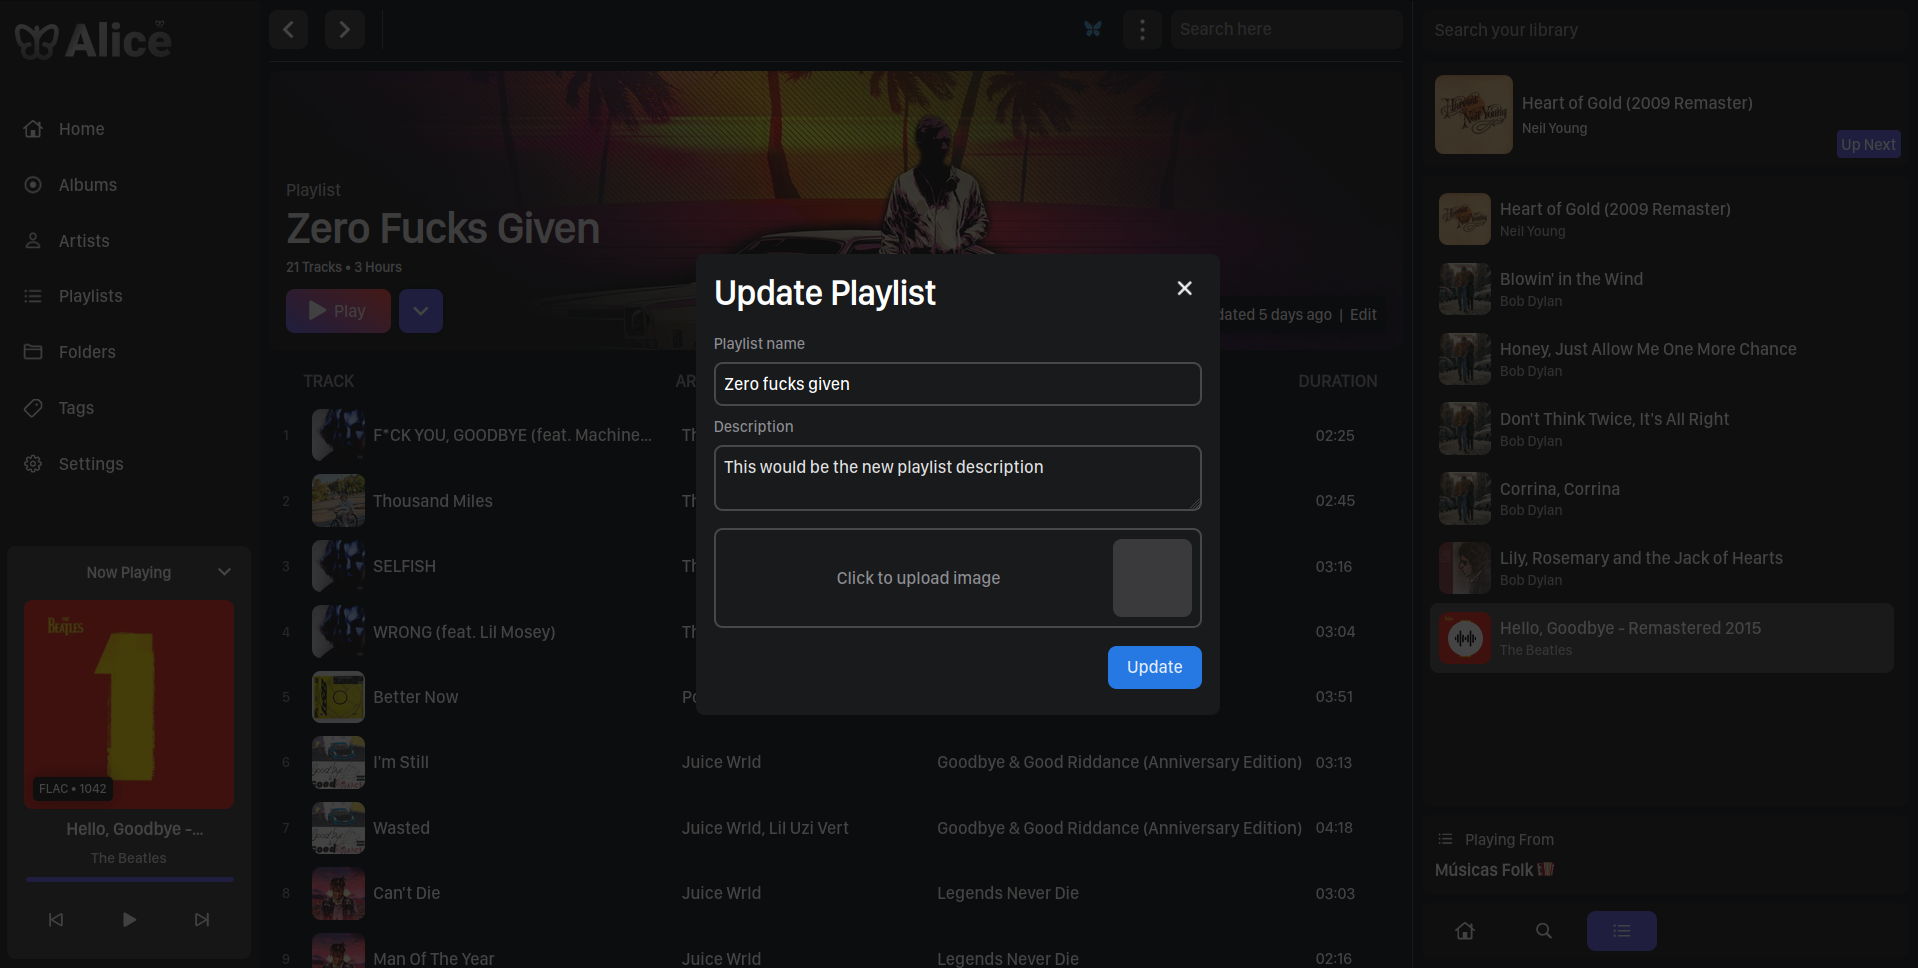 Alice
Home
Albums
Artists
Playlists
Folders
Tags
Settings
Now Playing
THE BEATLES
1
FLAC • 1042
Hello, Goodbye -...
The Beatles
Search here
Playlist
Zero Fucks Given
21 Tracks • 3 Hours
Play
dated 5 days ago | Edit
TRACK
AR
DURATION
1 F*CK YOU, GOODBYE (feat. Machine... Th 02:25
2 Thousand Miles Th 02:45
3 SELFISH Th 03:16
4 WRONG (feat. Lil Mosey) Th 03:04
5 Better Now Po 03:51
6 I'm Still Juice Wrld Goodbye & Good Riddance (Anniversary Edition) 03:13
7 Wasted Juice Wrld, Lil Uzi Vert Goodbye & Good Riddance (Anniversary Edition) 04:18
8 Can't Die Juice Wrld Legends Never Die 03:03
9 Man Of The Year Juice Wrld Legends Never Die 02:16
Update Playlist
Playlist name
Zero fucks given
Description
This would be the new playlist description
Click to upload image
Update
Search your library
Heart of Gold (2009 Remaster)
Neil Young
Up Next
Heart of Gold (2009 Remaster)
Neil Young
Blowin' in the Wind
Bob Dylan
Honey, Just Allow Me One More Chance
Bob Dylan
Don't Think Twice, It's All Right
Bob Dylan
Corrina, Corrina
Bob Dylan
Lily, Rosemary and the Jack of Hearts
Bob Dylan
Hello, Goodbye - Remastered 2015
The Beatles
Playing From
Músicas Folk